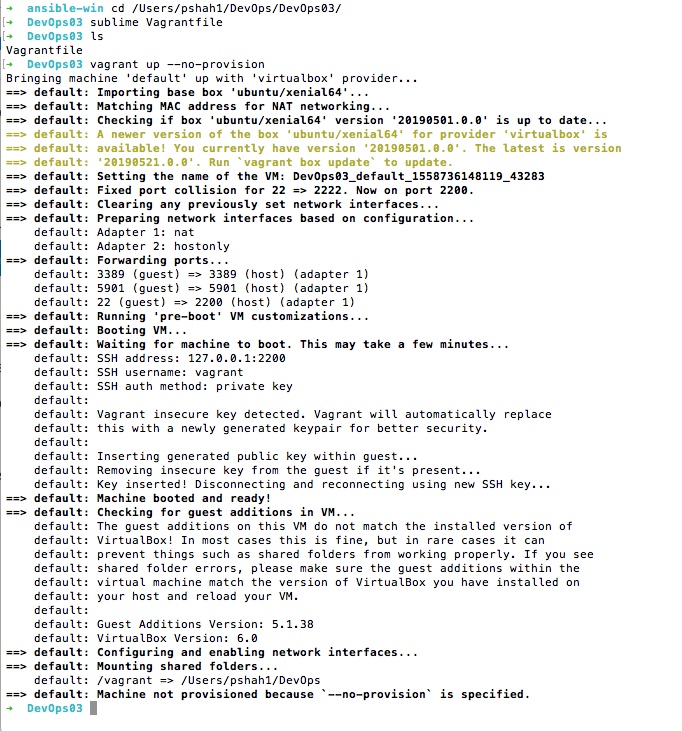 ➜  ansible-win cd /Users/pshah1/DevOps/DevOps03/
[➜  DevOps03 sublime Vagrantfile
[➜  DevOps03 ls
Vagrantfile
[➜  DevOps03 vagrant up --no-provision
Bringing machine 'default' up with 'virtualbox' provider...
==> default: Importing base box 'ubuntu/xenial64'...
==> default: Matching MAC address for NAT networking...
==> default: Checking if box 'ubuntu/xenial64' version '20190501.0.0' is up to date...
==> default: A newer version of the box 'ubuntu/xenial64' for provider 'virtualbox' is
==> default: available! You currently have version '20190501.0.0'. The latest is version
==> default: '20190521.0.0'. Run `vagrant box update` to update.
==> default: Setting the name of the VM: DevOps03_default_1558736148119_43283
==> default: Fixed port collision for 22 => 2222. Now on port 2200.
==> default: Clearing any previously set network interfaces...
==> default: Preparing network interfaces based on configuration...
    default: Adapter 1: nat
    default: Adapter 2: hostonly
==> default: Forwarding ports...
    default: 3389 (guest) => 3389 (host) (adapter 1)
    default: 5901 (guest) => 5901 (host) (adapter 1)
    default: 22 (guest) => 2200 (host) (adapter 1)
==> default: Running 'pre-boot' VM customizations...
==> default: Booting VM...
==> default: Waiting for machine to boot. This may take a few minutes...
    default: SSH address: 127.0.0.1:2200
    default: SSH username: vagrant
    default: SSH auth method: private key
    default:
    default: Vagrant insecure key detected. Vagrant will automatically replace
    default: this with a newly generated keypair for better security.
    default:
    default: Inserting generated public key within guest...
    default: Removing insecure key from the guest if it's present...
    default: Key inserted! Disconnecting and reconnecting using new SSH key...
==> default: Machine booted and ready!
==> default: Checking for guest additions in VM...
    default: The guest additions on this VM do not match the installed version of
    default: VirtualBox! In most cases this is fine, but in rare cases it can
    default: prevent things such as shared folders from working properly. If you see
    default: shared folder errors, please make sure the guest additions within the
    default: virtual machine match the version of VirtualBox you have installed on
    default: your host and reload your VM.
    default:
    default: Guest Additions Version: 5.1.38
    default: VirtualBox Version: 6.0
==> default: Configuring and enabling network interfaces...
==> default: Mounting shared folders...
    default: /vagrant => /Users/pshah1/DevOps
==> default: Machine not provisioned because `--no-provision` is specified.
➜  DevOps03